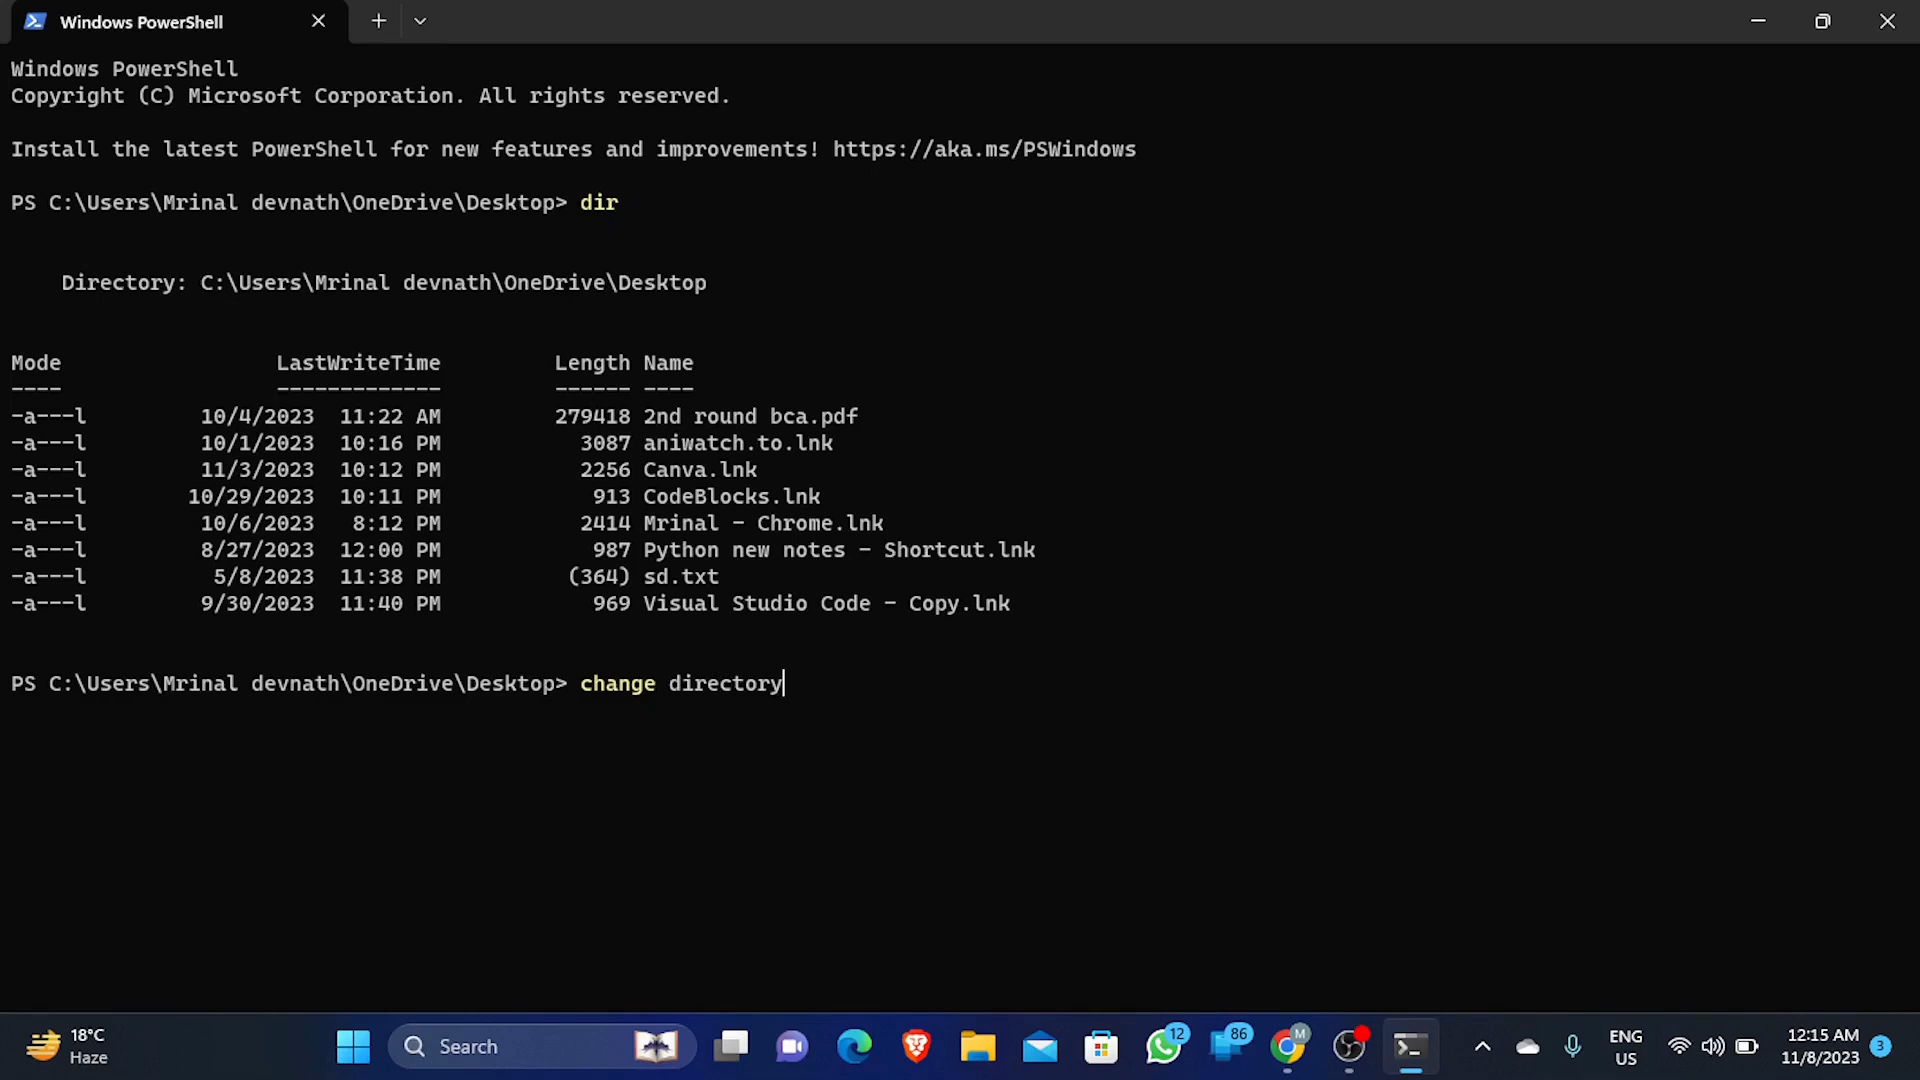 Windows PowerShell
Windows PowerShell
Copyright (C) Microsoft Corporation. All rights reserved.
Install the latest PowerShell for new features and improvements! https://aka.ms/PSWindows
PS C:\Users\Mrinal devnath\OneDrive\Desktop> dir
Directory: C:\Users\Mrinal devnath\OneDrive\Desktop
Mode LastWriteTime Length Name
---- ------------- ------ ----
-a---l 10/4/2023 11:22 AM 279418 2nd round bca.pdf
-a---l 10/1/2023 10:16 PM 3087 aniwatch.to.lnk
-a---l 11/3/2023 10:12 PM 2256 Canva.lnk
-a---l 10/29/2023 10:11 PM 913 CodeBlocks.lnk
-a---l 10/6/2023 8:12 PM 2414 Mrinal - Chrome.lnk
-a---l 8/27/2023 12:00 PM 987 Python new notes - Shortcut.lnk
-a---l 5/8/2023 11:38 PM (364) sd.txt
-a---l 9/30/2023 11:40 PM 969 Visual Studio Code - Copy.lnk
PS C:\Users\Mrinal devnath\OneDrive\Desktop> change directory
18°C
Haze
Search
12
86
M
ENG
US
12:15 AM
11/8/2023
3